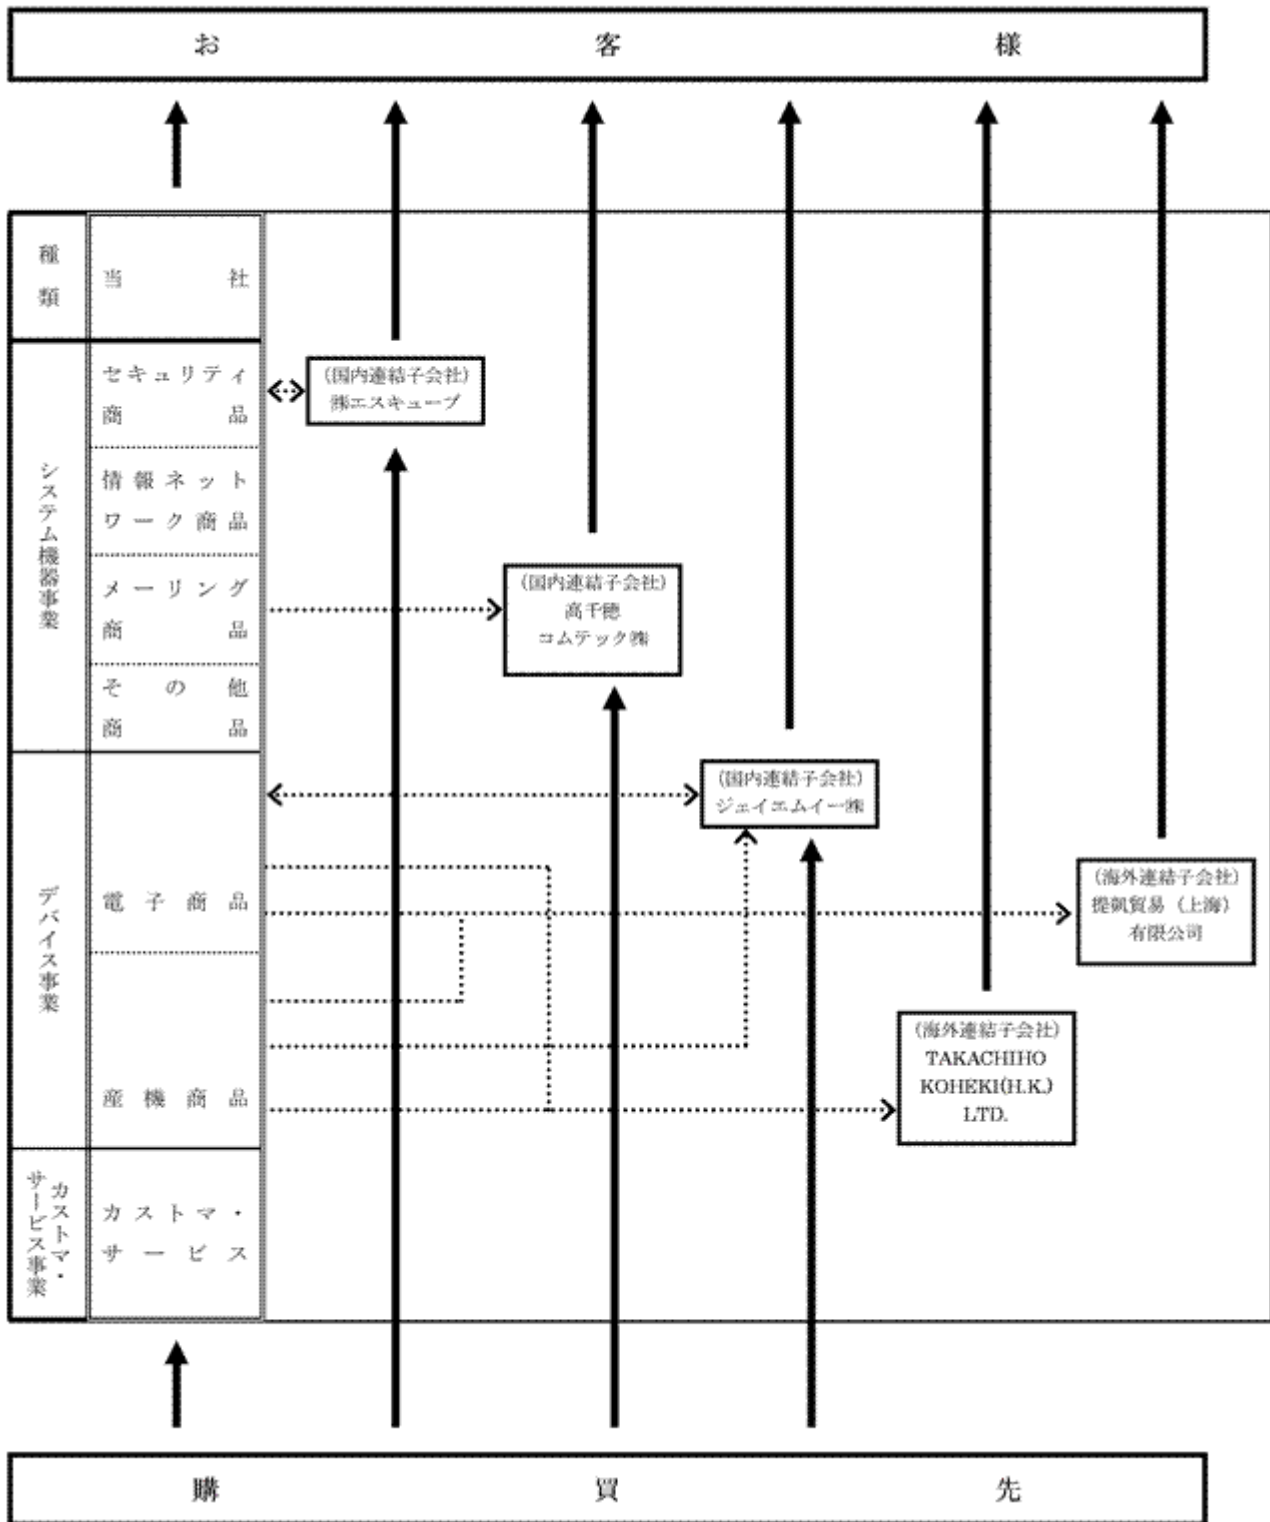 お客様
種類
当社
セキュリティ
商品
(国内連結子会社)
㈱エスキューブ
システム機器事業
情報ネット
ワーク商品
メーリング
商品
(国内連結子会社)
高千穂
コムテック㈱
その他
商品
(国内連結子会社)
ジェイエムイー㈱
デバイス事業
電子商品
(海外連結子会社)
提凱貿易（上海）
有限公司
産機商品
(海外連結子会社)
TAKACHIHO
KOHEKI(H.K.)
LTD.
カストマ・
サービス事業
カストマ・
サービス
購買先